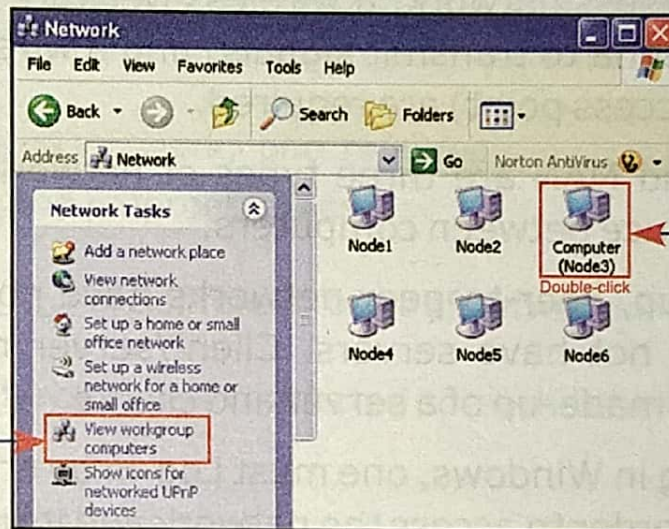 Network
File Edit View Favorites Tools Help
Back Search Folders
Address Network Go Norton AntiVirus
Network Tasks
Add a network place
View network
connections
Set up a home or small
office network
Set up a wireless
network for a home or
small office
View workgroup
computers
Show icons for
networked UPnP
devices
Node1 Node2 Computer
(Node3)
Double-click
Node4 Node5 Node6